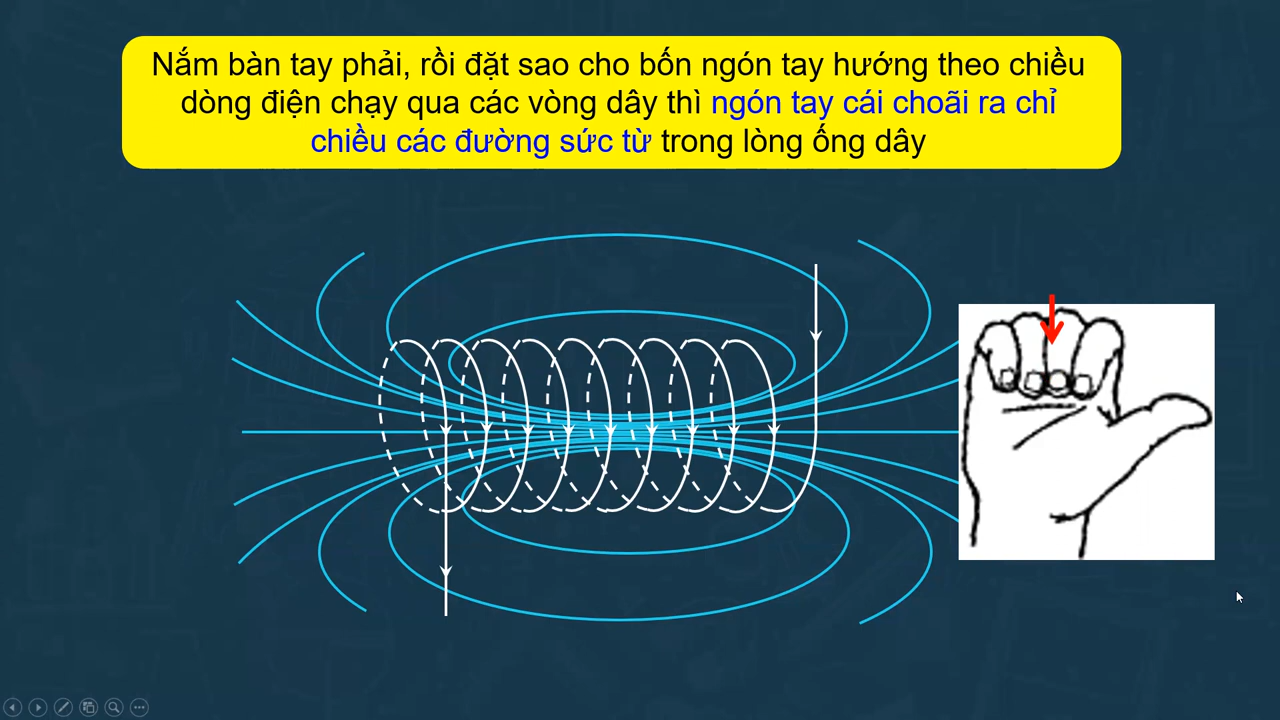 Nắm bàn tay phải, rồi đặt sao cho bốn ngón tay hướng theo chiều
dòng điện chạy qua các vòng dây thì ngón tay cái choãi ra chỉ
chiều các đường sức từ trong lòng ống dây